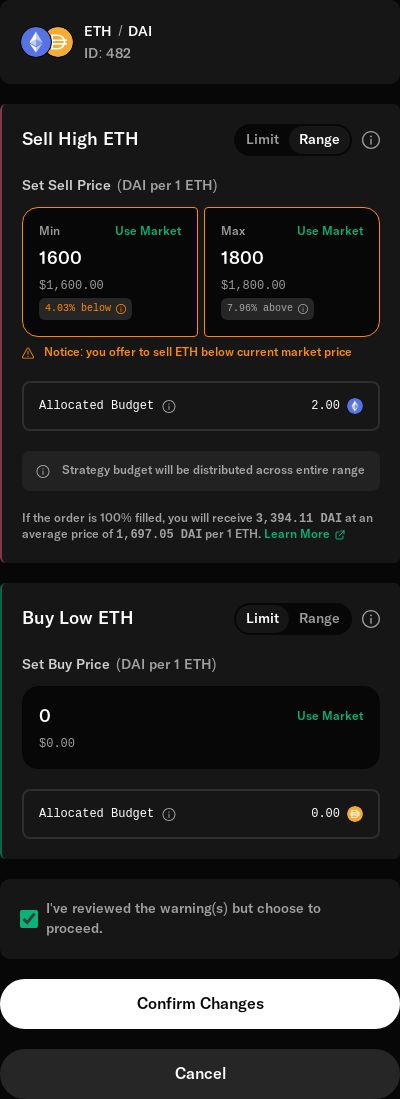 ETH / DAI
ID: 482
Sell High ETH
Limit Range
Set Sell Price (DAI per 1 ETH)
Min Use Market
1600
$1,600.00
4.03% below
Max Use Market
1800
$1,800.00
7.96% above
Notice: you offer to sell ETH below current market price
Allocated Budget 2.00
Strategy budget will be distributed across entire range
If the order is 100% filled, you will receive 3,394.11 DAI at an
average price of 1,697.05 DAI per 1 ETH. Learn More
Buy Low ETH
Limit Range
Set Buy Price (DAI per 1 ETH)
0 Use Market
$0.00
Allocated Budget 0.00
I've reviewed the warning(s) but choose to
proceed.
Confirm Changes
Cancel